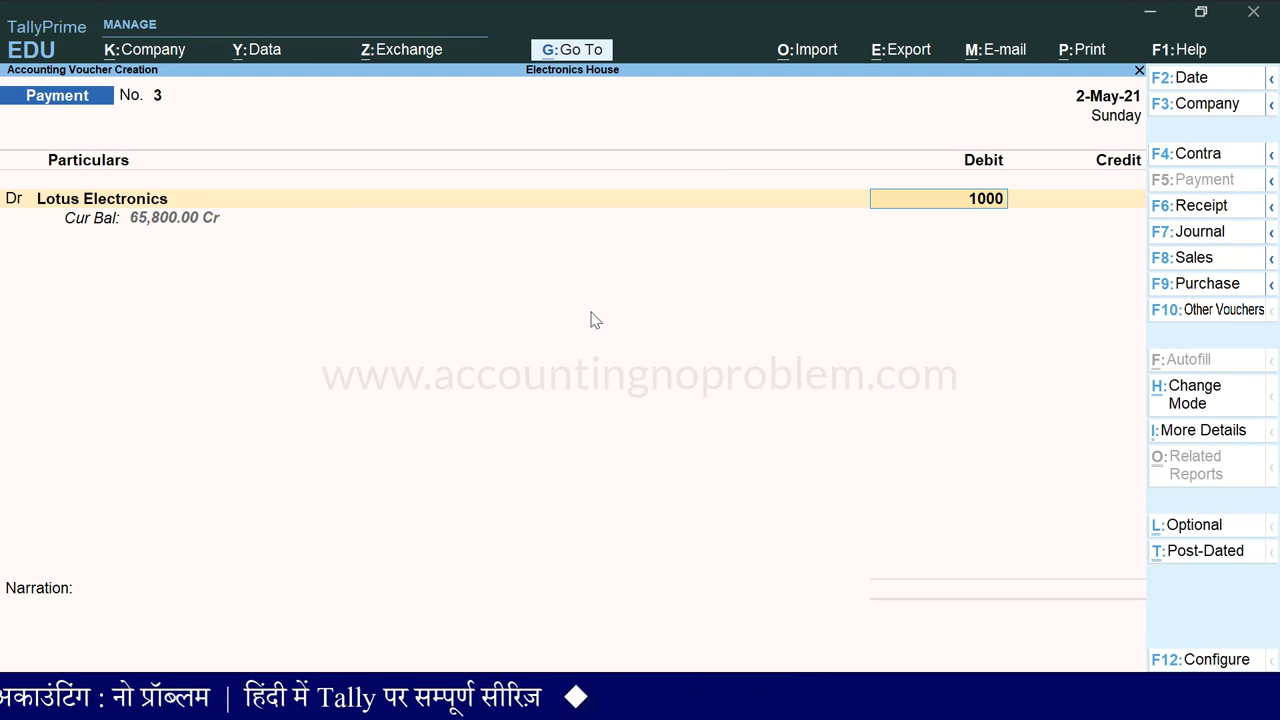 TallyPrime
EDU
MANAGE
K:Company Y:Data Z:Exchange G:Go To O:Import E:Export M:E-mail P:Print F1:Help
Accounting Voucher Creation Electronics House
Payment No. 3 2-May-21
Sunday
Particulars Debit Credit
Dr Lotus Electronics 1000
Cur Bal: 65,800.00 Cr
www.accountingnoproblem.com
Narration:
F2:Date
F3:Company
F4:Contra
F5:Payment
F6:Receipt
F7:Journal
F8:Sales
F9:Purchase
F10:Other Vouchers
F:Autofill
H:Change
Mode
I:More Details
O:Related
Reports
L:Optional
T:Post-Dated
F12:Configure
अकाउंटिंग : नो प्रॉब्लम | हिंदी में Tally पर सम्पूर्ण सीरिज़